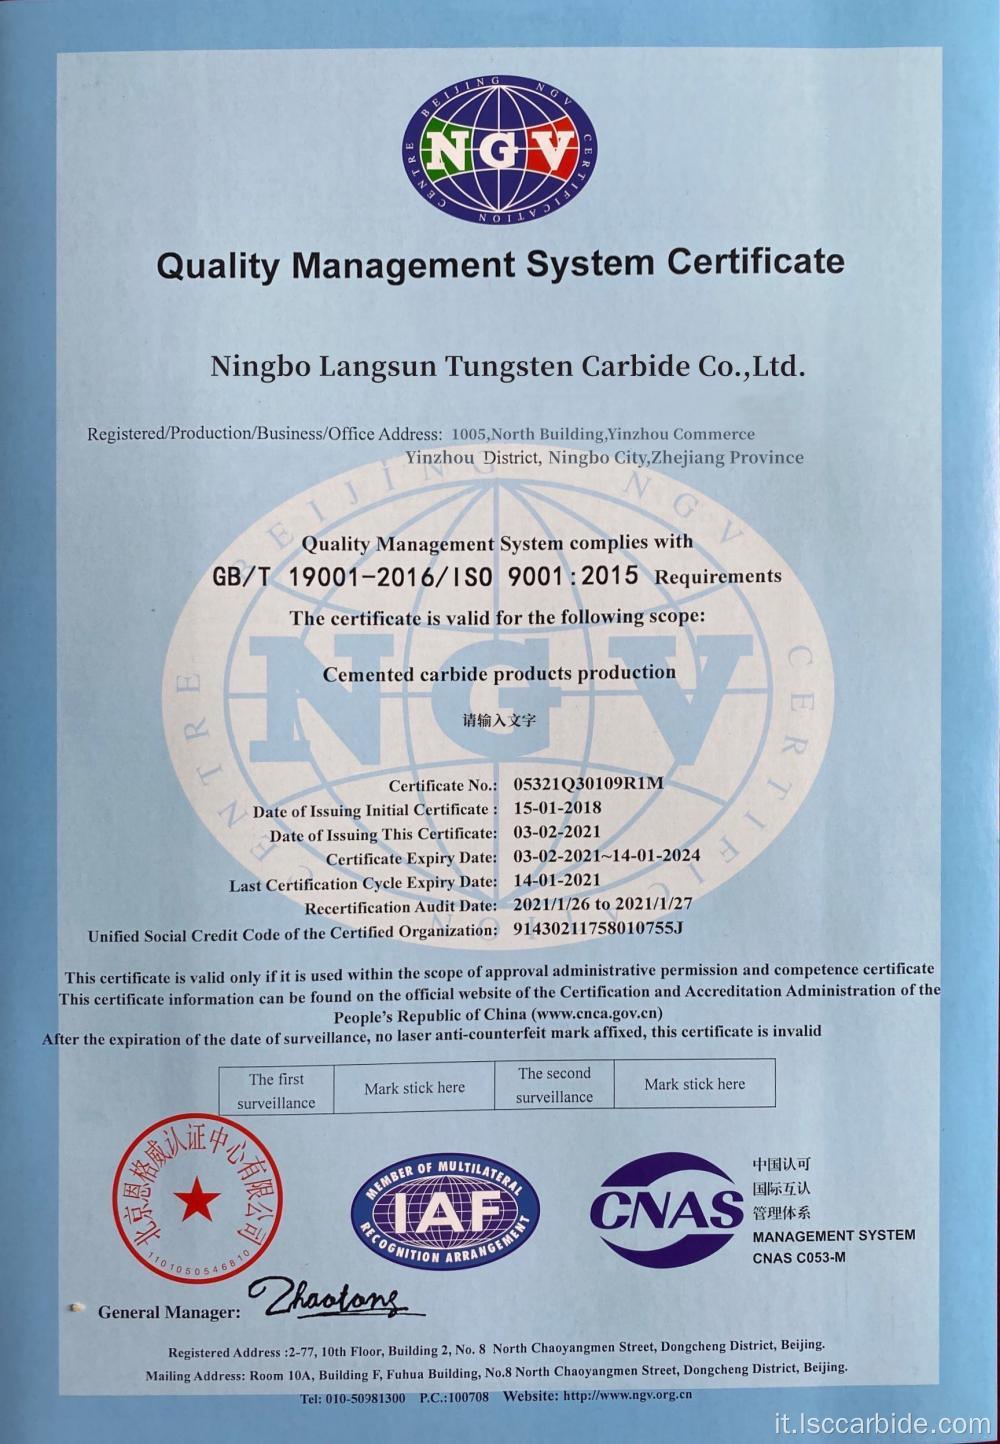 BEIJING NGV CERTIFICATION CENTRE
NGV
Quality Management System Certificate
Ningbo Langsun Tungsten Carbide Co.,Ltd.
Registered/Production/Business/Office Address: 1005,North Building,Yinzhou Commerce
Yinzhou District, Ningbo City,Zhejiang Province
BEIJING NGV CERTIFICATION CENTRE
NGV
Quality Management System complies with
GB/T 19001-2016/ISO 9001:2015 Requirements
The certificate is valid for the following scope:
Cemented carbide products production
请输入文字
Certificate No.: 05321Q30109R1M
Date of Issuing Initial Certificate : 15-01-2018
Date of Issuing This Certificate: 03-02-2021
Certificate Expiry Date: 03-02-2021~14-01-2024
Last Certification Cycle Expiry Date: 14-01-2021
Recertification Audit Date: 2021/1/26 to 2021/1/27
Unified Social Credit Code of the Certified Organization: 91430211758010755J
This certificate is valid only if it is used within the scope of approval administrative permission and competence certificate
This certificate information can be found on the official website of the Certification and Accreditation Administration of the
People's Republic of China (www.cnca.gov.cn)
After the expiration of the date of surveillance, no laser anti-counterfeit mark affixed, this certificate is invalid
The first surveillance
Mark stick here
The second surveillance
Mark stick here
北京恩格威认证中心有限公司
1101050546810
MEMBER OF MULTILATERAL
IAF
RECOGNITION ARRANGEMENT
CNAS
中国认可
国际互认
管理体系
MANAGEMENT SYSTEM
CNAS C053-M
General Manager: Zhaotong
Registered Address :2-77, 10th Floor, Building 2, No. 8 North Chaoyangmen Street, Dongcheng District, Beijing.
Mailing Address: Room 10A, Building F, Fuhua Building, No.8 North Chaoyangmen Street, Dongcheng District, Beijing.
Tel: 010-50981300 P.C.:100708 Website: http://www.ngv.org.cn
it.lsccarbide.com